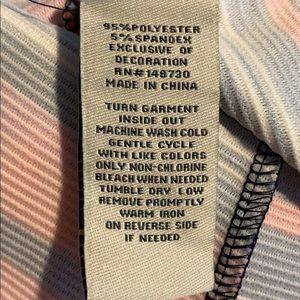 95% POLYESTER
5% SPANDEX
EXCLUSIVE OF
DECORATION
RN# 148730
MADE IN CHINA
TURN GARMENT
INSIDE OUT
MACHINE WASH COLD
GENTLE CYCLE
WITH LIKE COLORS
ONLY NON-CHLORINE
BLEACH WHEN NEEDED
TUMBLE DRY LOW
REMOVE PROMPTLY
WARM IRON
ON REVERSE SIDE
IF NEEDED